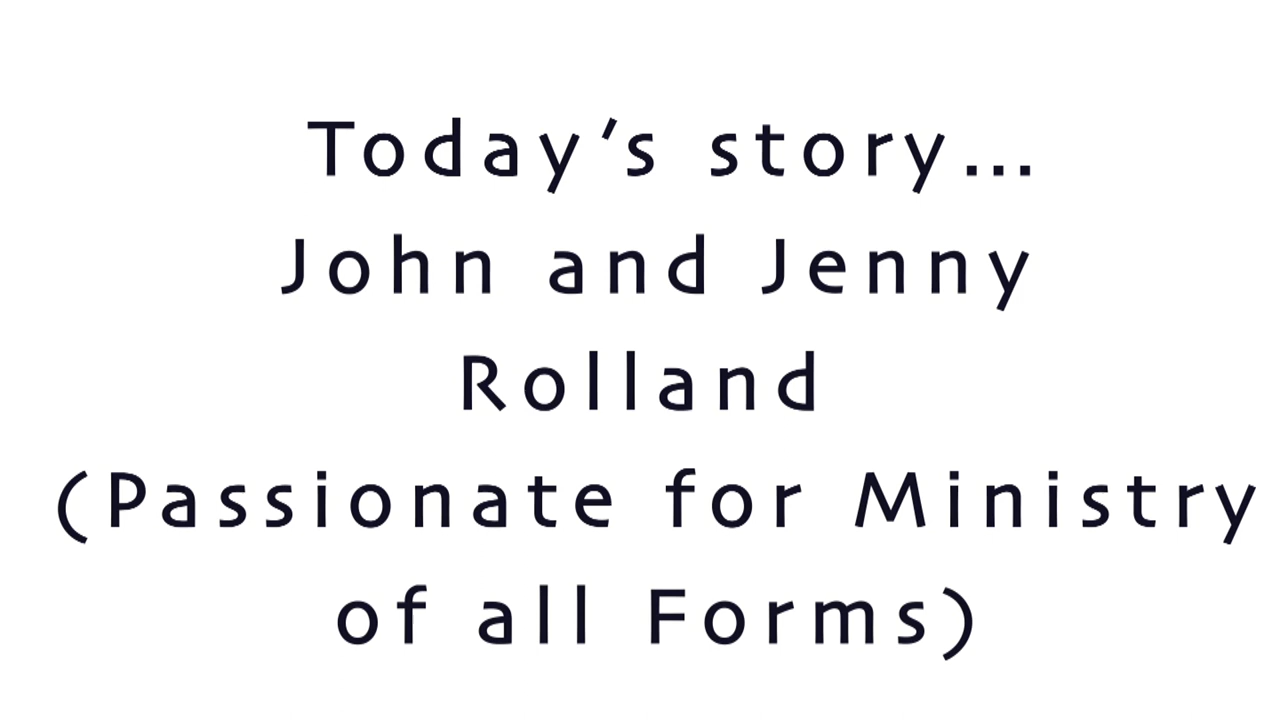 Today's story...
John and Jenny
Rolland
(Passionate for Ministry
of all Forms)